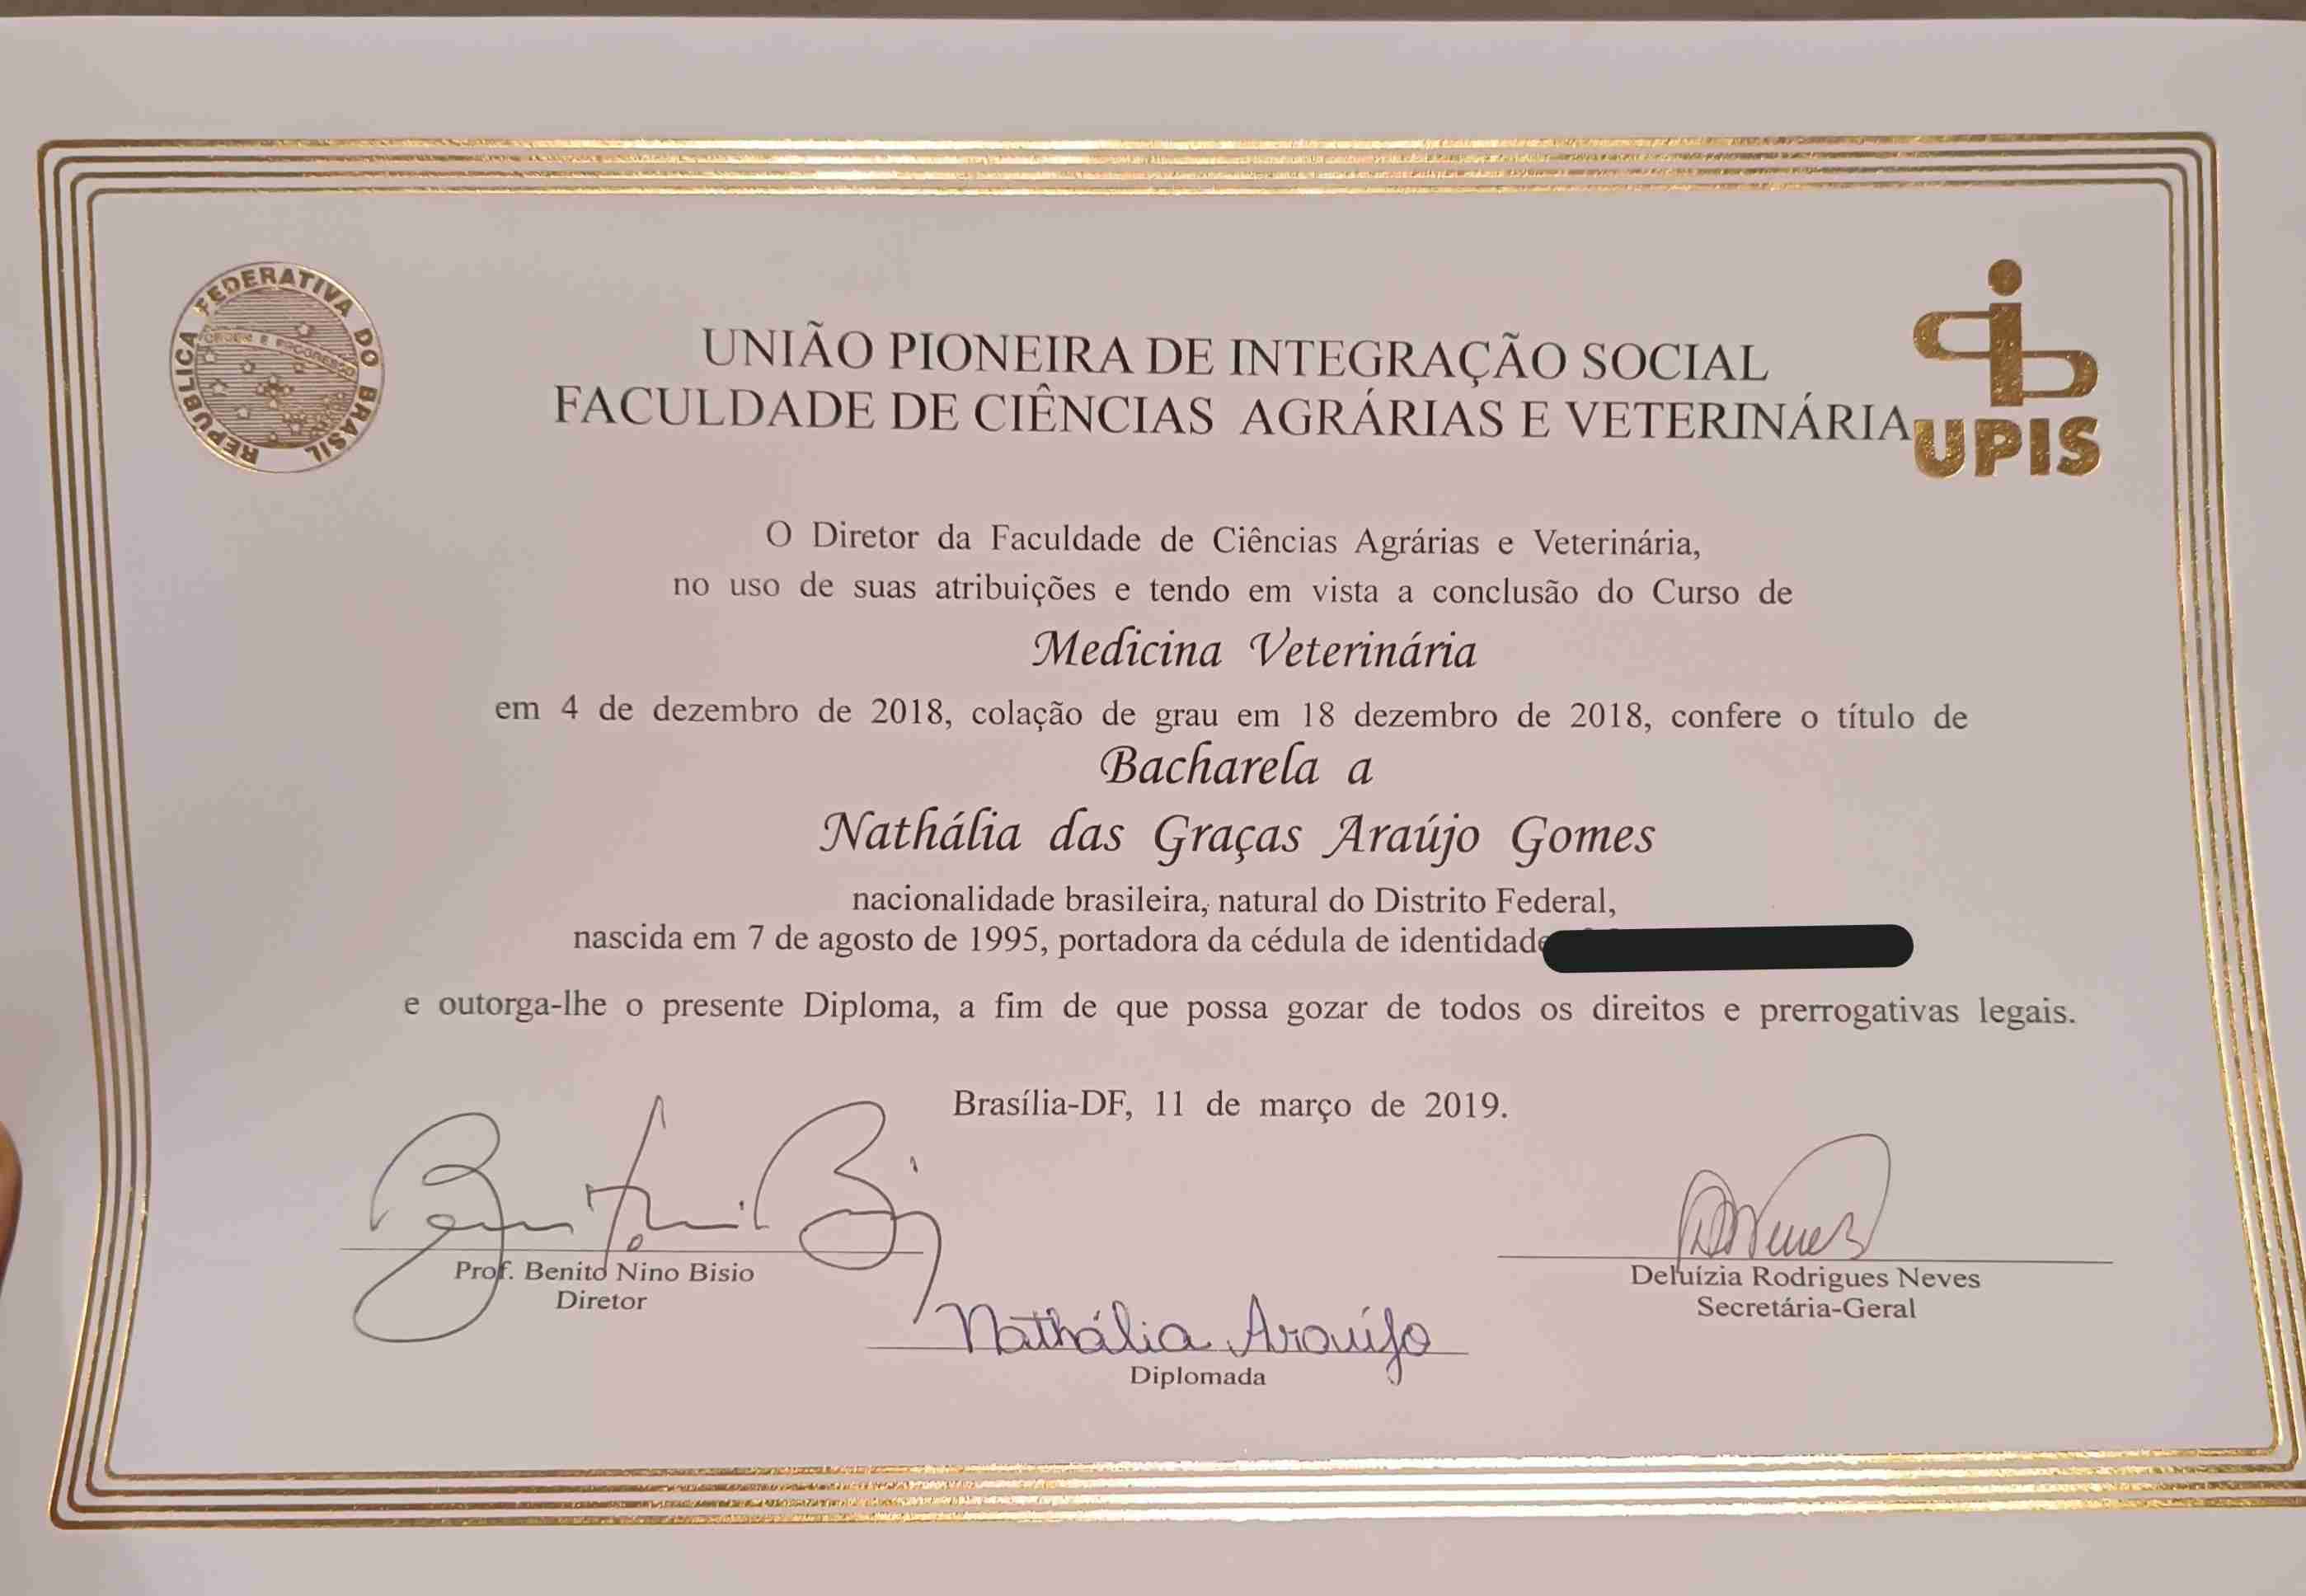 REPÚBLICA FEDERATIVA DO BRASIL
ORDEM E PROGRESSO
UNIÃO PIONEIRA DE INTEGRAÇÃO SOCIAL
FACULDADE DE CIÊNCIAS AGRÁRIAS E VETERINÁRIA
UPIS
O Diretor da Faculdade de Ciências Agrárias e Veterinária,
no uso de suas atribuições e tendo em vista a conclusão do Curso de
Medicina Veterinária
em 4 de dezembro de 2018, colação de grau em 18 dezembro de 2018, confere o título de
Bacharela a
Nathália das Graças Araújo Gomes
nacionalidade brasileira, natural do Distrito Federal,
nascida em 7 de agosto de 1995, portadora da cédula de identidade
e outorga-lhe o presente Diploma, a fim de que possa gozar de todos os direitos e prerrogativas legais.
Brasília-DF, 11 de março de 2019.
Prof. Benito Nino Bisio
Diretor
Deluízia Rodrigues Neves
Secretária-Geral
Nathália Araújo
Diplomada